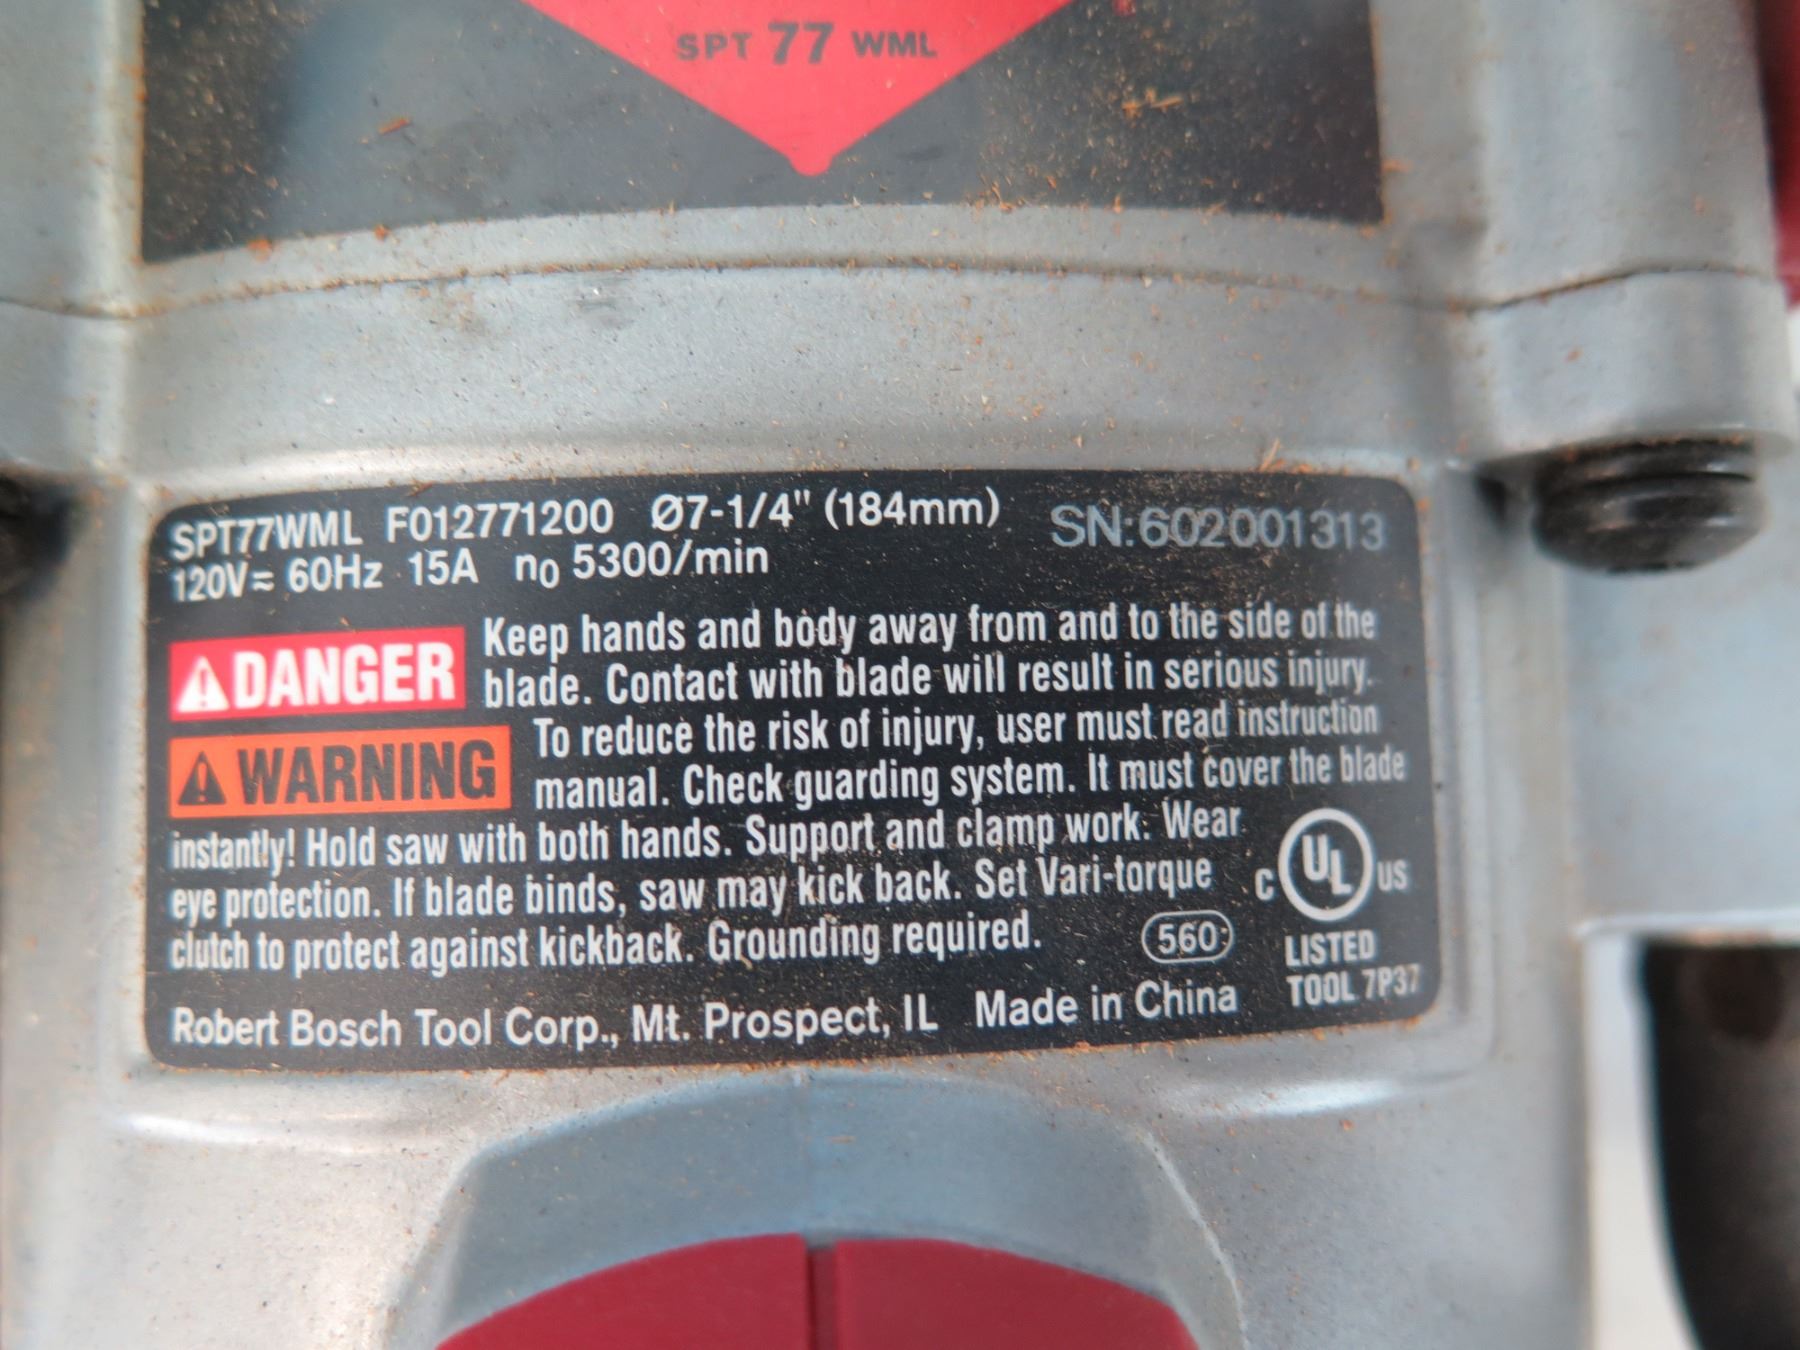 SPT 77 WML
SPT77WML F012771200 Ø7-1/4" (184mm) SN:602001313
120V≂ 60Hz 15A n₀ 5300/min
⚠DANGER Keep hands and body away from and to the side of the
blade. Contact with blade will result in serious injury.
⚠WARNING To reduce the risk of injury, user must read instruction
manual. Check guarding system. It must cover the blade
instantly! Hold saw with both hands. Support and clamp work. Wear
eye protection. If blade binds, saw may kick back. Set Vari-torque
clutch to protect against kickback. Grounding required.
560
C UL US
LISTED
TOOL 7P37
Robert Bosch Tool Corp., Mt. Prospect, IL Made in China